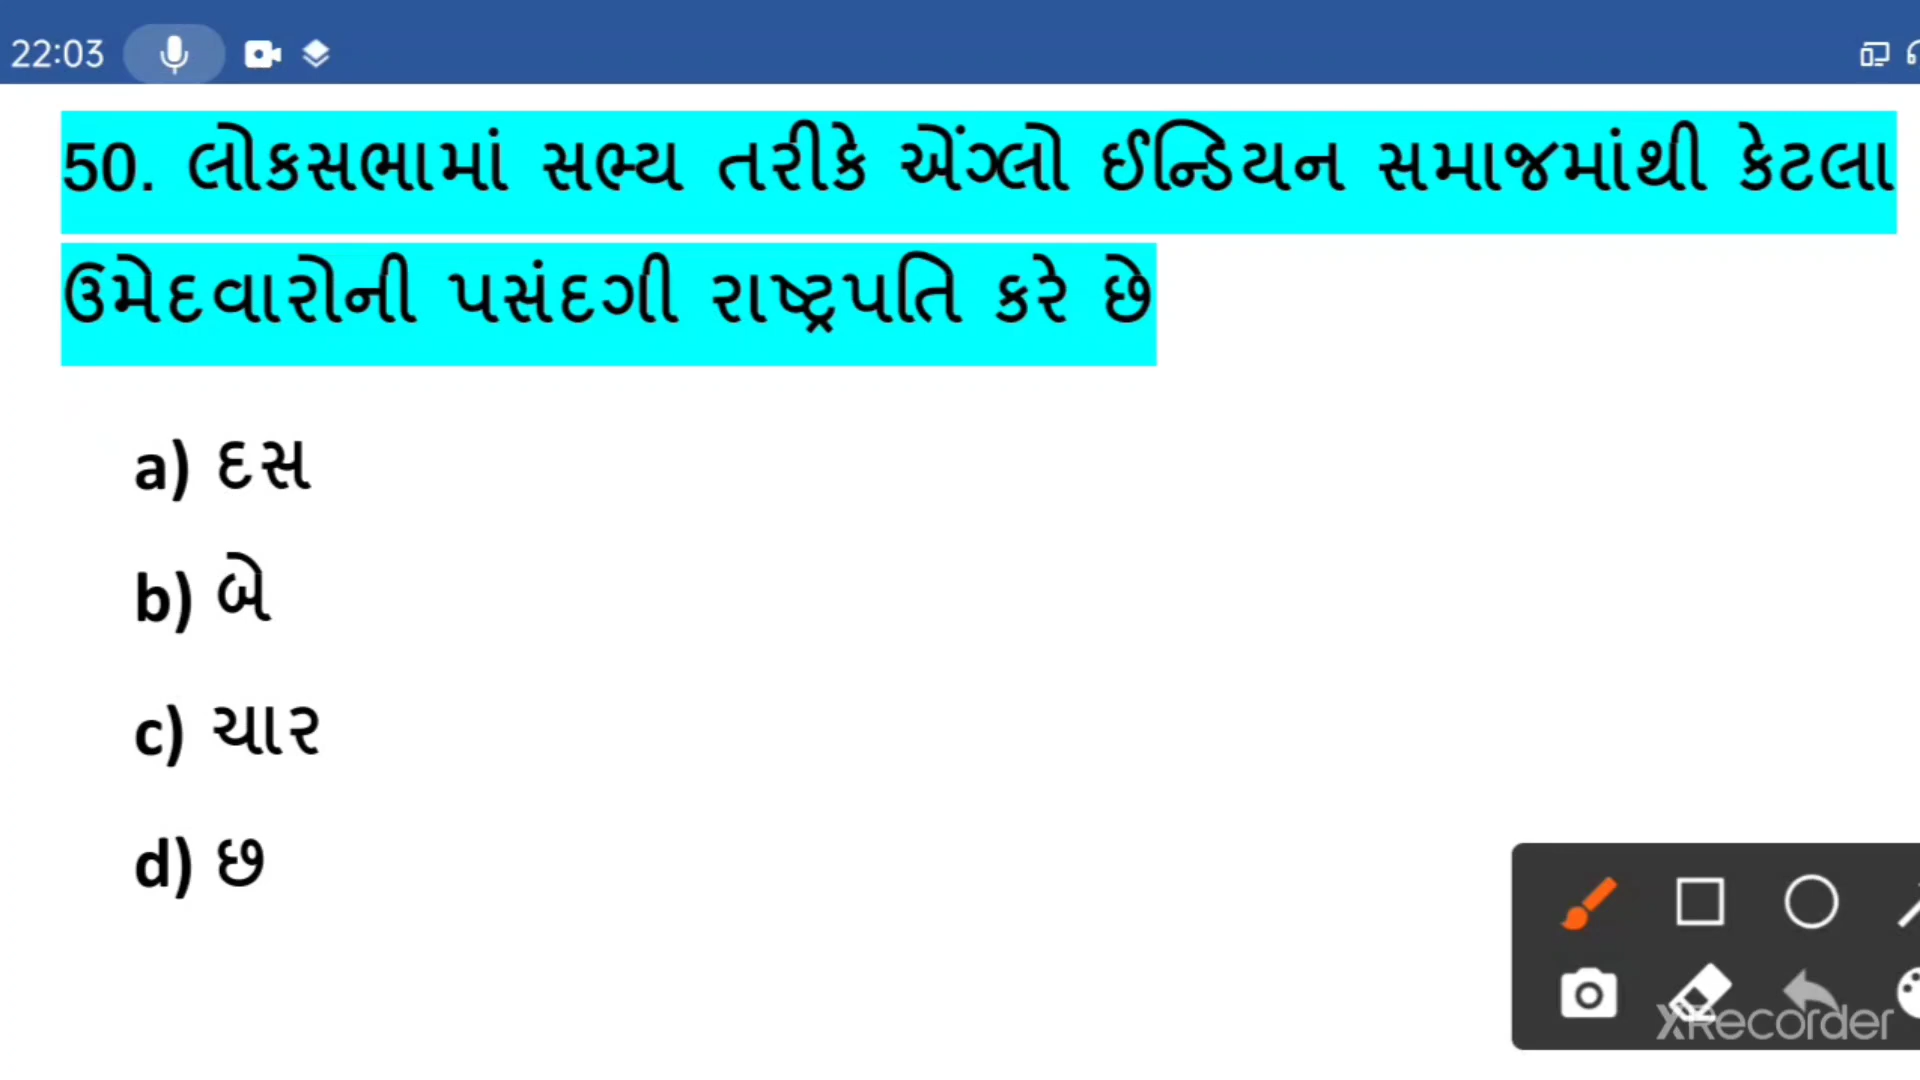 22:03
50. લોકસભામાં સભ્ય તરીકે એંગ્લો ઈન્ડિયન સમાજમાંથી કેટલા
ઉમેદવારોની પસંદગી રાષ્ટ્રપતિ કરે છે
a) દસ
b) બે
c) ચાર
d) છ
XRecorder